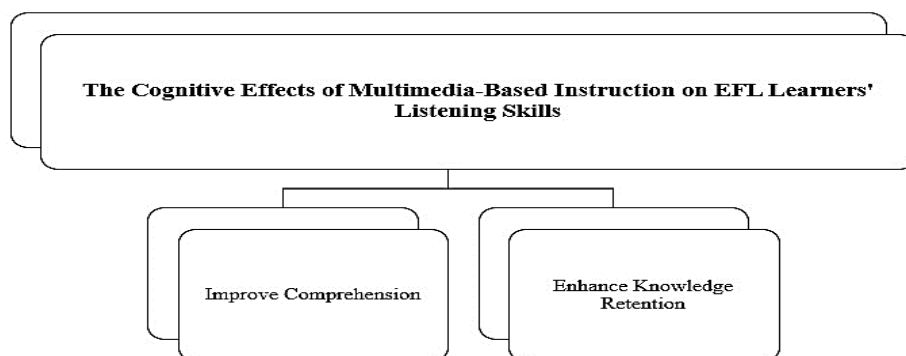 The Cognitive Effects of Multimedia-Based Instruction on EFL Learners'
Listening Skills
Improve Comprehension
Enhance Knowledge
Retention